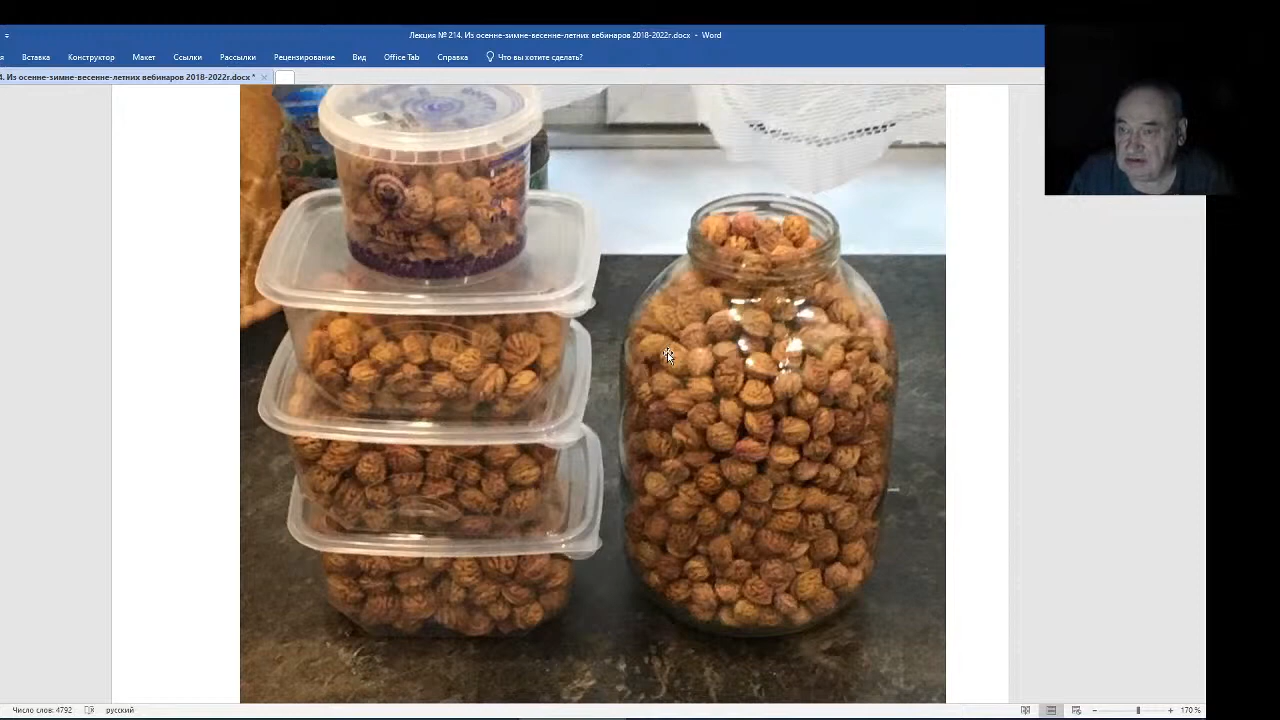 Лекция № 214. Из осенне-зимне-весенне-летних вебинаров 2018-2022г.docx - Word
Вставка Конструктор Макет Ссылки Рассылки Рецензирование Вид Office Tab Справка Что вы хотите сделать?
4. Из осенне-зимне-весенне-летних вебинаров 2018-2022г.docx *
Число слов: 4792 русский 170 %